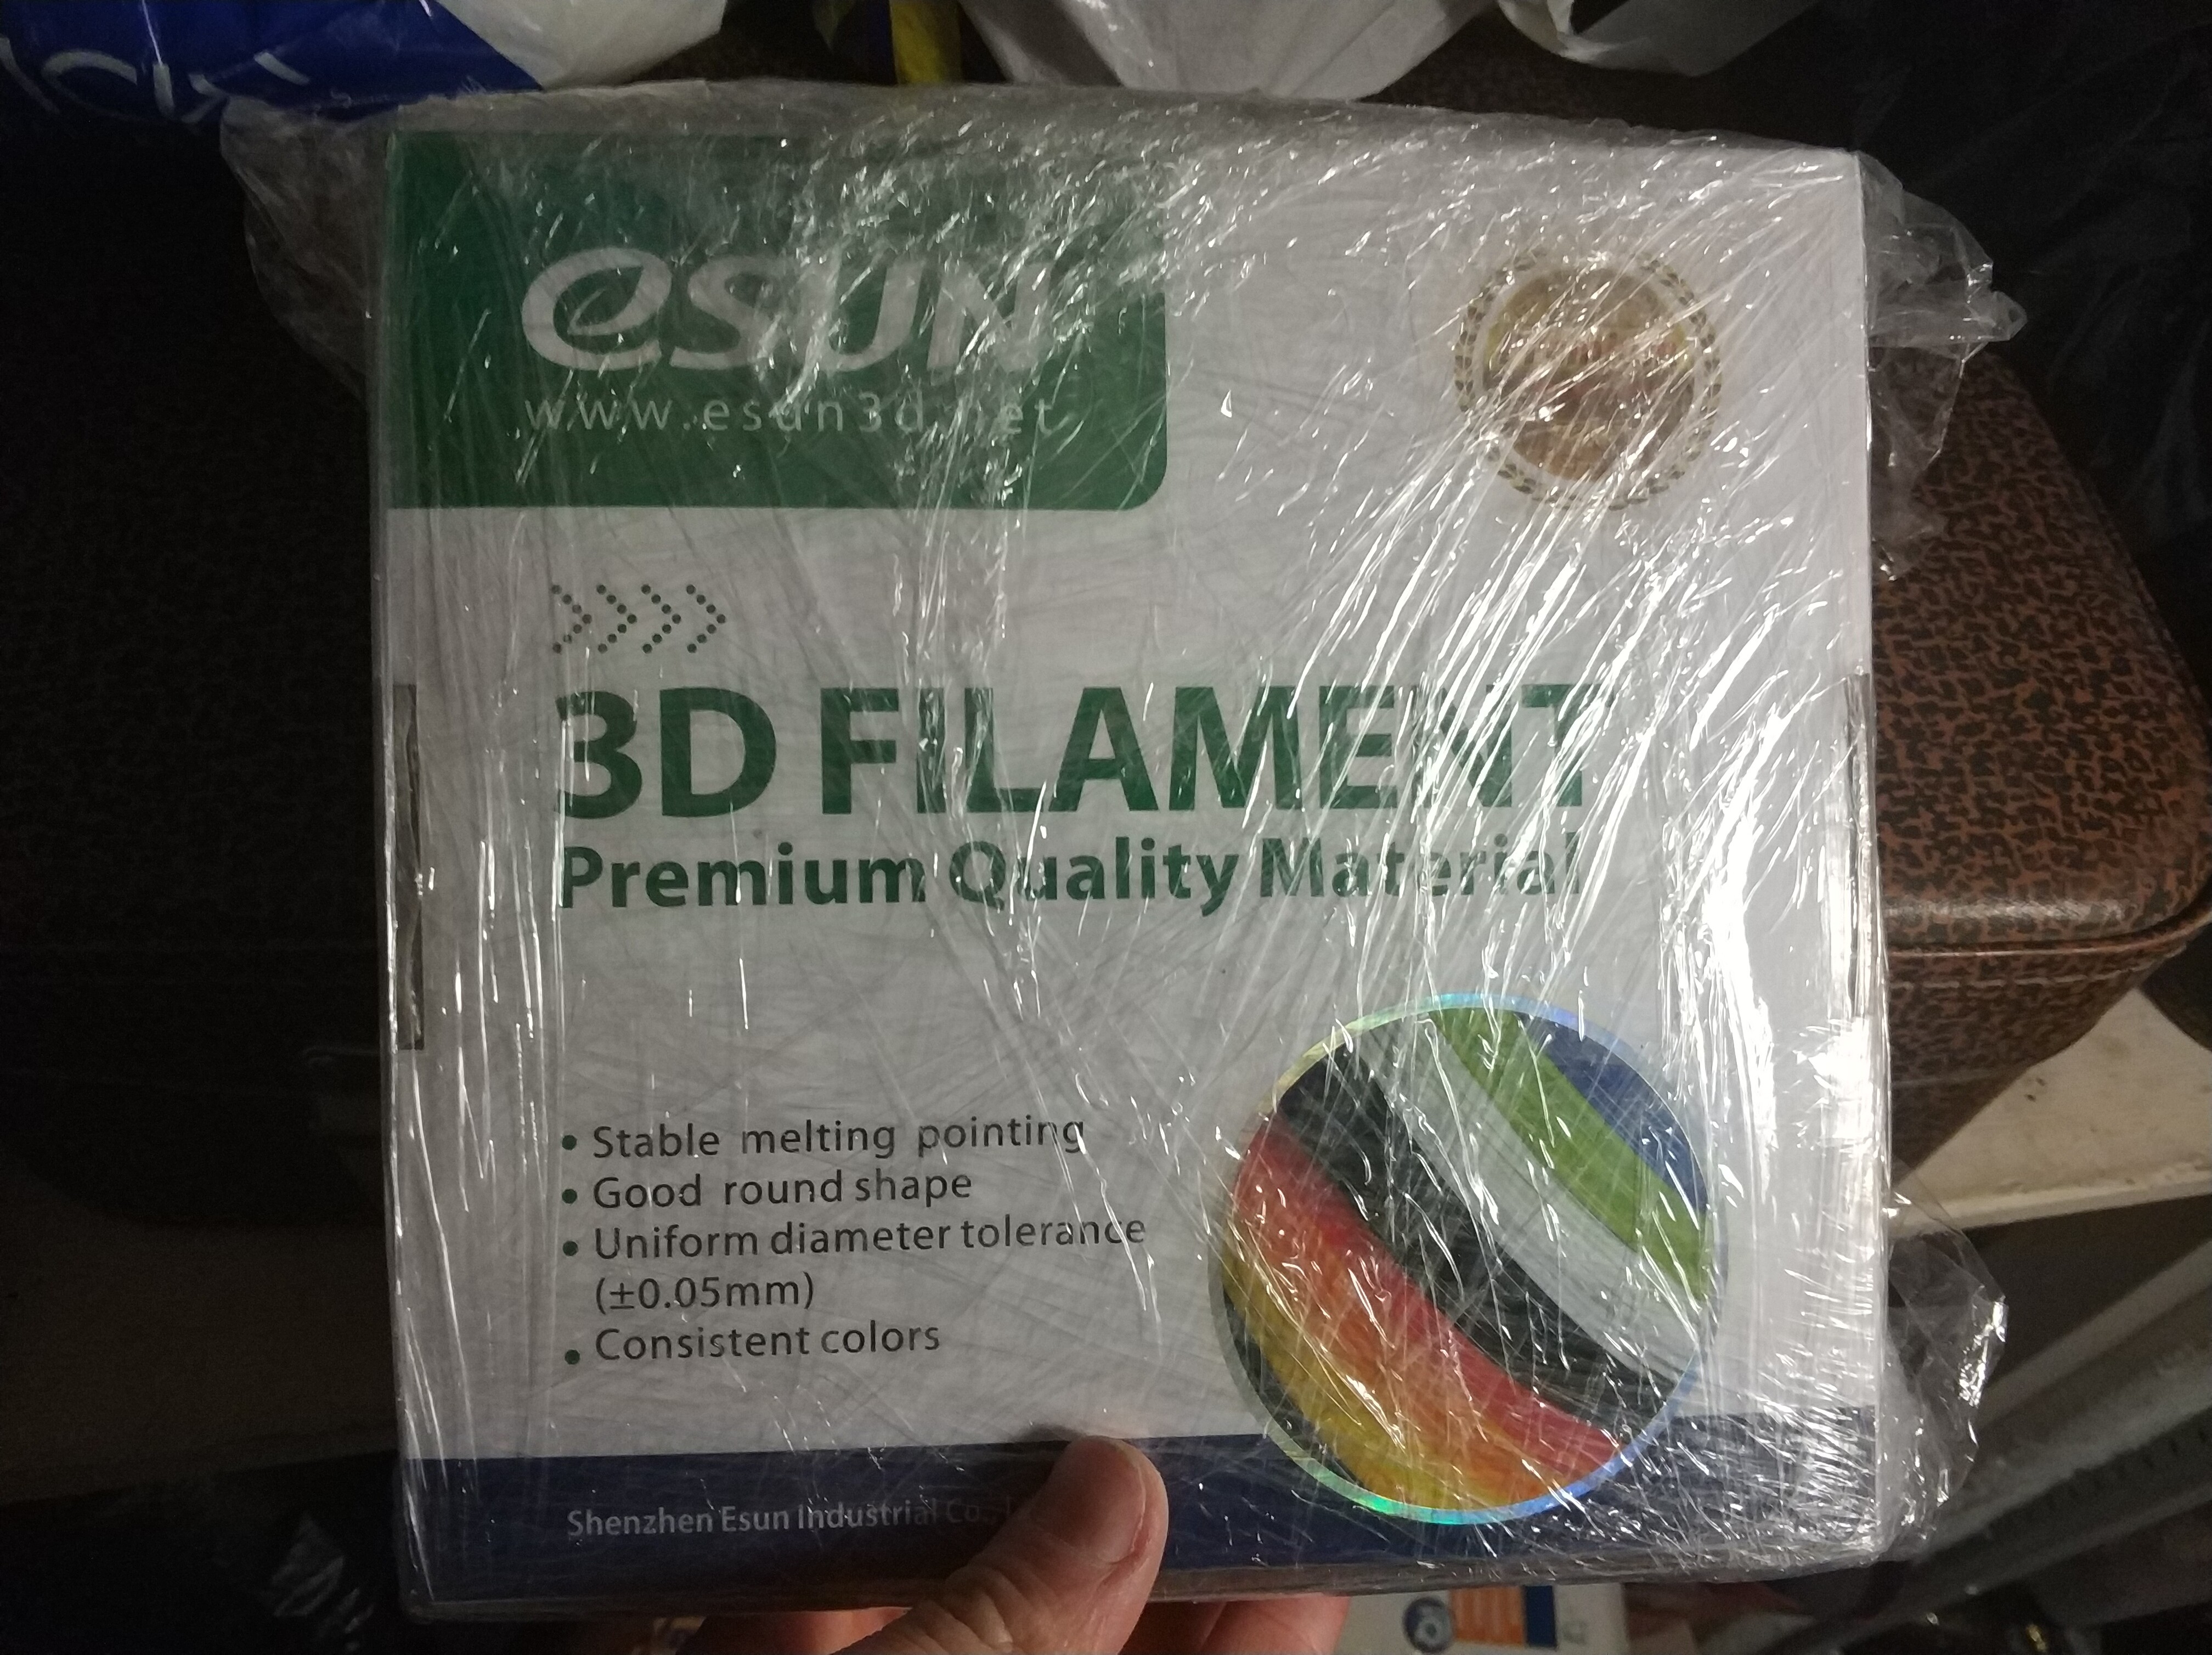 eSUN
www.esun3d.net
3D FILAMENT
Premium Quality Material
• Stable melting pointing
• Good round shape
• Uniform diameter tolerance
(±0.05mm)
• Consistent colors
Shenzhen Esun Industrial Co.,